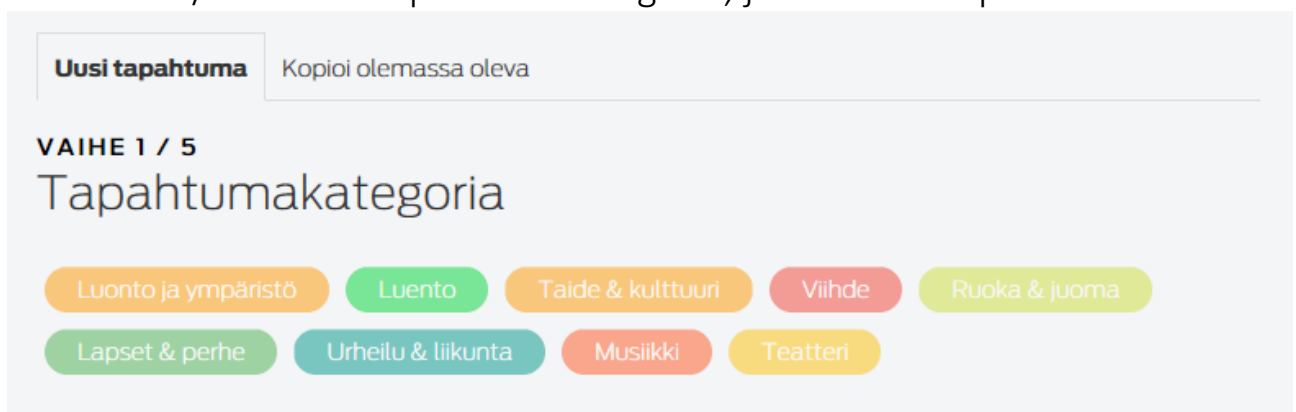 Uusi tapahtuma Kopioi olemassa oleva
VAIHE 1 / 5
Tapahtumakategoria
Luonto ja ympäristö Luento Taide & kulttuuri Viihde Ruoka & juoma
Lapset & perhe Urheilu & liikunta Musiikki Teatteri